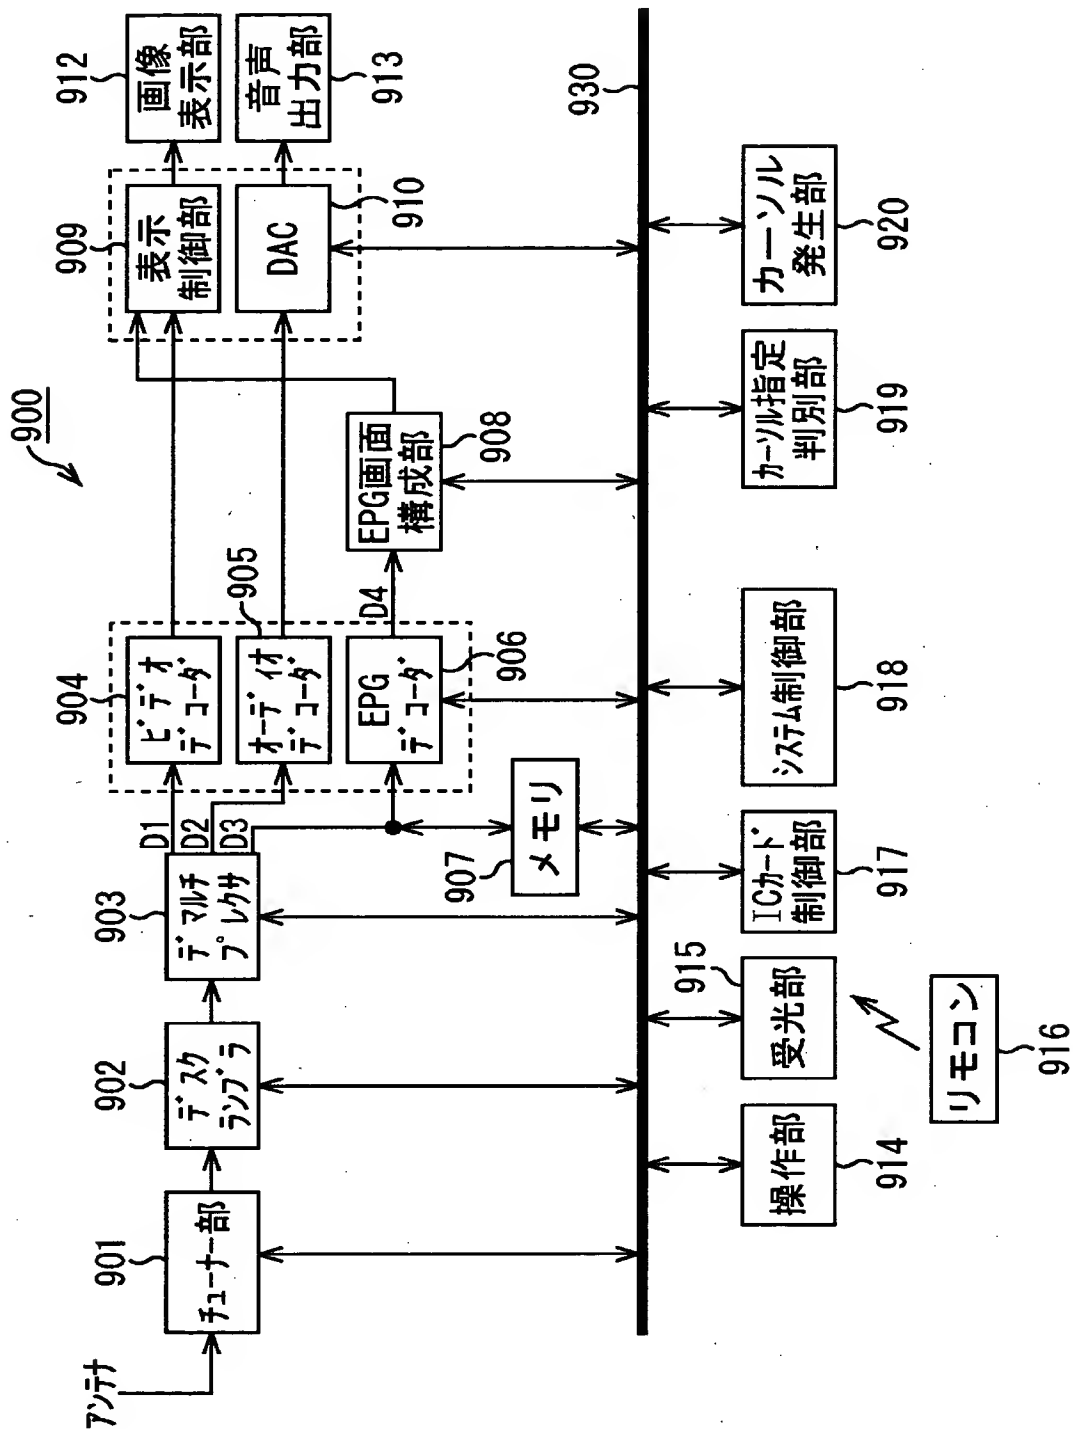 900
アンテナ
901
チューナー部
902
デスク
ランブラ
903
デマルチ
プレクサ
D1
D2
D3
904
ビデオ
デコーダ
905
オーディオ
デコーダ
906
EPG
デコーダ
907
メモリ
D4
908
EPG画面
構成部
909
表示
制御部
910
DAC
912
画像
表示部
913
音声
出力部
930
914
操作部
915
受光部
916
リモコン
917
ICカード
制御部
918
システム制御部
919
カーソル指定
判別部
920
カーソル
発生部